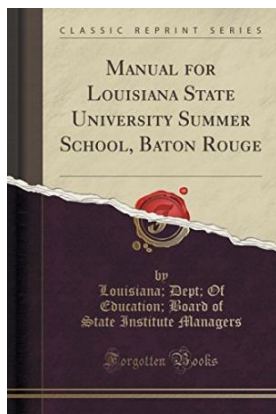 CLASSIC REPRINT SERIES
MANUAL FOR
LOUISIANA STATE
UNIVERSITY SUMMER
SCHOOL, BATON ROUGE
by
Louisiana; Dept; Of
Education; Board of
State Institute Managers
Forgotten Books